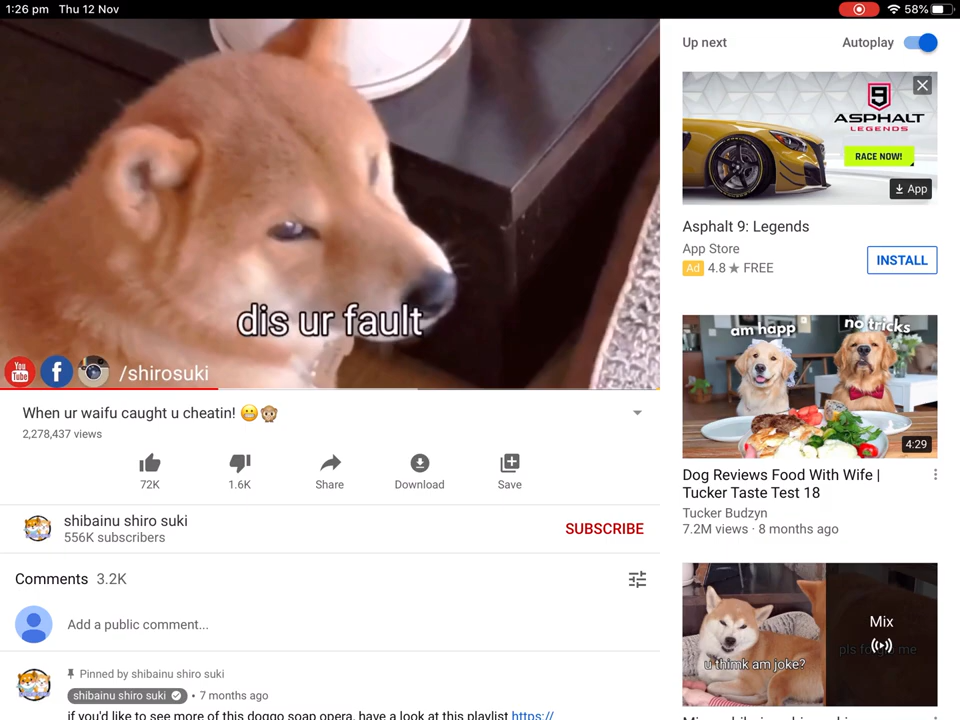 1:26 pm Thu 12 Nov
58%
dis ur fault
You
Tube
f
/shirosuki
When ur waifu caught u cheatin! 😬🙊
2,278,437 views
72K
1.6K
Share
Download
Save
shibainu shiro suki
556K subscribers
SUBSCRIBE
Comments 3.2K
Add a public comment...
Pinned by shibainu shiro suki
shibainu shiro suki • 7 months ago
if you'd like to see more of this doggo soap opera, have a look at this playlist https://
Up next
Autoplay
9
ASPHALT
LEGENDS
RACE NOW!
App
Asphalt 9: Legends
App Store
Ad 4.8 ★ FREE
INSTALL
am happ
no tricks
4:29
Dog Reviews Food With Wife |
Tucker Taste Test 18
Tucker Budzyn
7.2M views · 8 months ago
Mix
u thimk am joke?
me